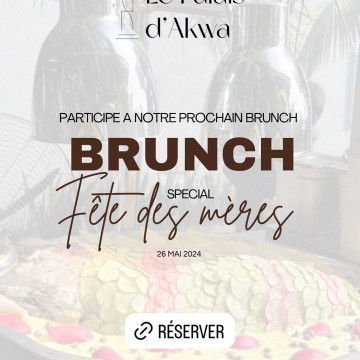 Le Palais
d'Akwa
PARTICIPE A NOTRE PROCHAIN BRUNCH
BRUNCH
SPECIAL
Fête des mères
26 MAI 2024
RÉSERVER